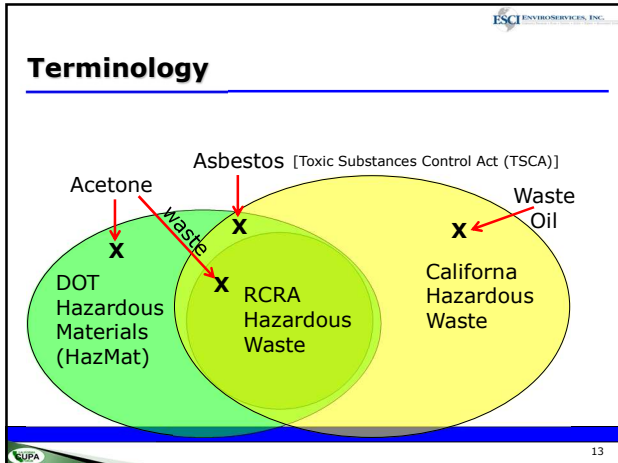 ESCI ENVIROSERVICES, INC.
Terminology
Asbestos [Toxic Substances Control Act (TSCA)]
Acetone
waste
Waste
Oil
X
X
X
X
DOT
Hazardous
Materials
(HazMat)
RCRA
Hazardous
Waste
Californa
Hazardous
Waste
CUPA
13